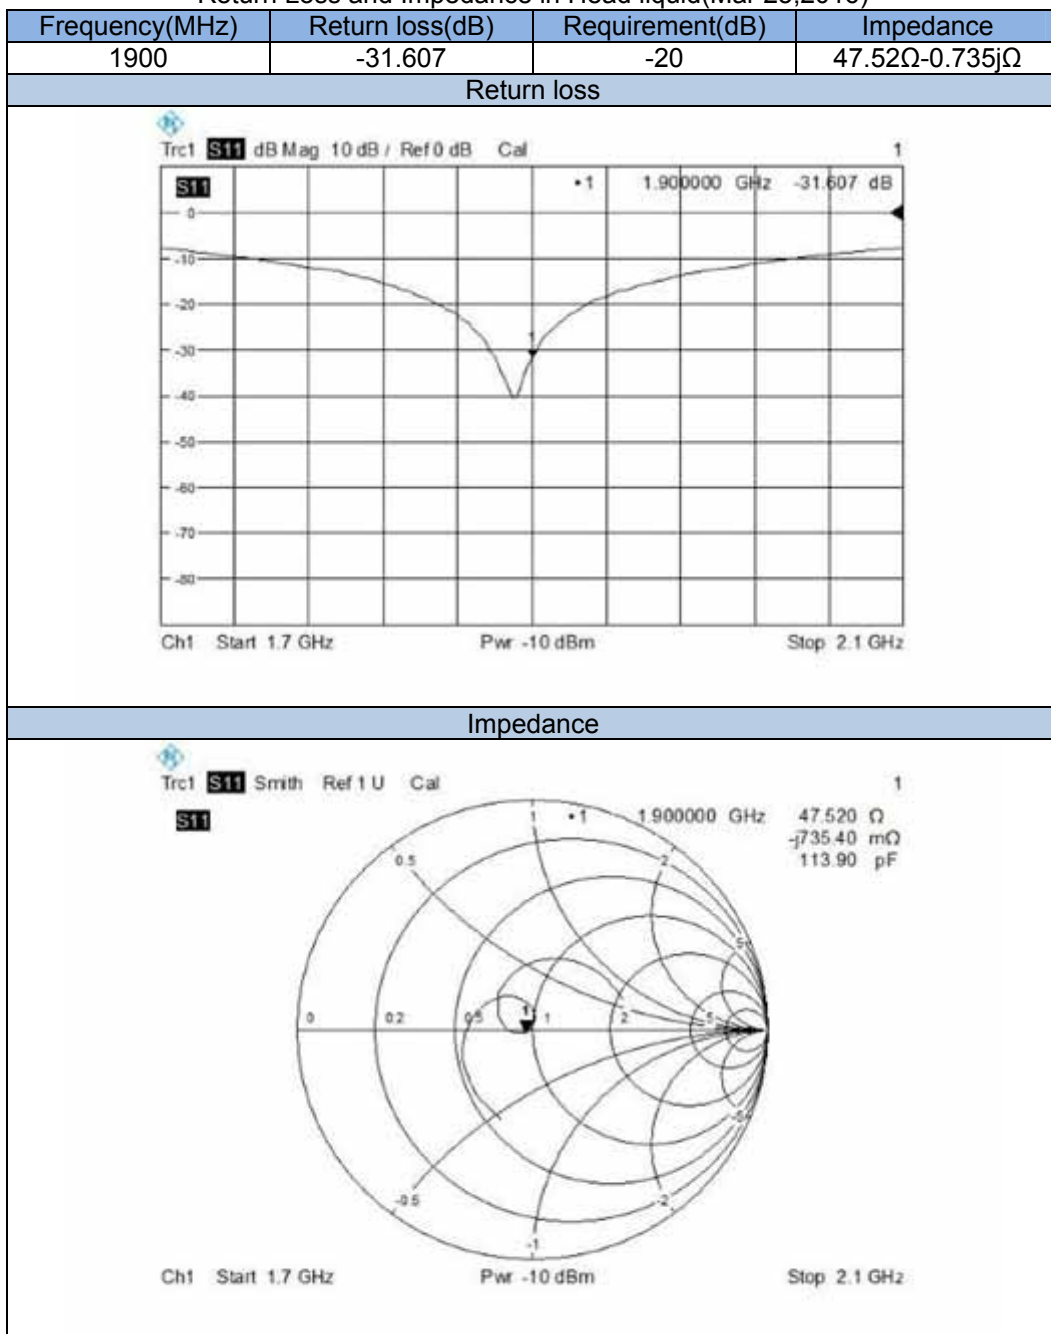 Frequency(MHz) Return loss(dB) Requirement(dB) Impedance
1900 -31.607 -20 47.52Ω-0.735jΩ
Return loss
Trc1 S11 dB Mag 10 dB / Ref 0 dB Cal 1
S11 •1 1.900000 GHz -31.607 dB
0
-10
-20
1
-30
-40
-50
-60
-70
-80
Ch1 Start 1.7 GHz Pwr -10 dBm Stop 2.1 GHz
Impedance
Trc1 S11 Smith Ref 1 U Cal 1
S11 1 •1 1.900000 GHz 47.520 Ω
-j735.40 mΩ
113.90 pF
0.5 2
5
0 0.2 0.5 1 1 2 5
-5
-0.5 -2
-1
Ch1 Start 1.7 GHz Pwr -10 dBm Stop 2.1 GHz